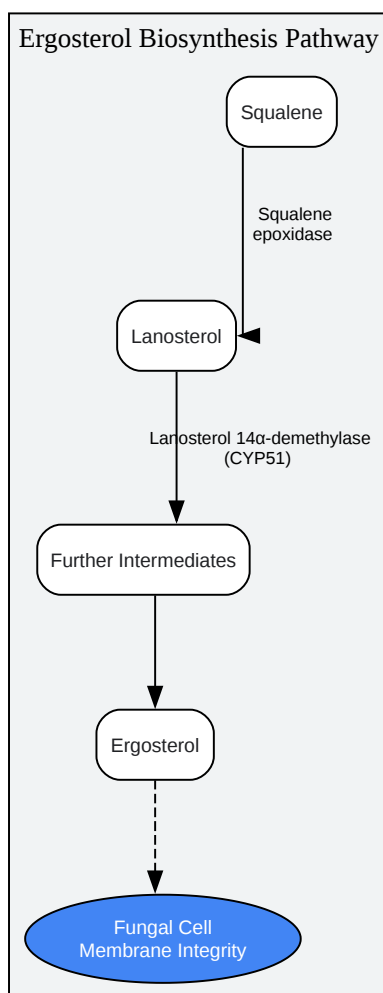 Ergosterol Biosynthesis Pathway
Squalene
Squalene
epoxidase
Lanosterol
Lanosterol 14α-demethylase
(CYP51)
Further Intermediates
Ergosterol
Fungal Cell
Membrane Integrity